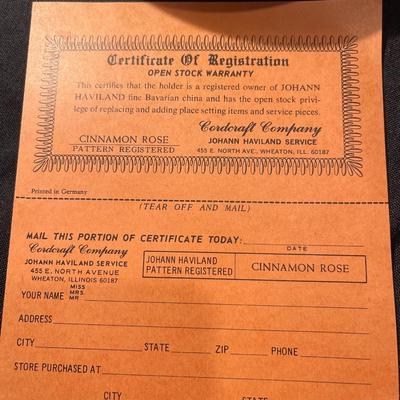 Certificate Of Registration
OPEN STOCK WARRANTY
This certifies that the holder is a registered owner of JOHANN
HAVILAND fine Bavarian china and has the open stock privi-
lege of replacing and adding place setting items and service pieces.
Cordcraft Company
CINNAMON ROSE JOHANN HAVILAND SERVICE
PATTERN REGISTERED 455 E. NORTH AVE., WHEATON, ILL. 60187
Printed in Germany
(TEAR OFF AND MAIL)
MAIL THIS PORTION OF CERTIFICATE TODAY:
DATE
Cordcraft Company
JOHANN HAVILAND SERVICE
455 E. NORTH AVENUE
WHEATON, ILLINOIS 60187
JOHANN HAVILAND
PATTERN REGISTERED
CINNAMON ROSE
MISS
YOUR NAME MRS.
MR.
ADDRESS
CITY STATE ZIP PHONE
STORE PURCHASED AT
CITY STATE